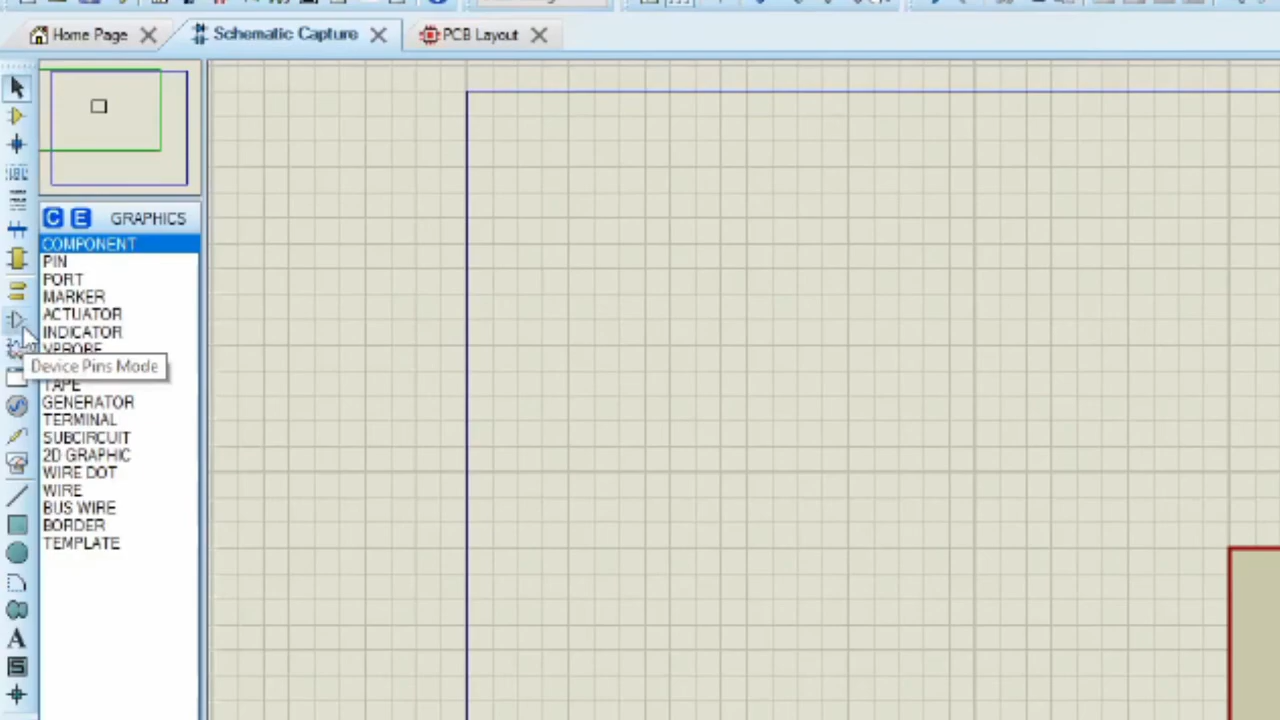 Home Page
Schematic Capture
PCB Layout
C E GRAPHICS
COMPONENT
PIN
PORT
MARKER
ACTUATOR
INDICATOR
VPROBE
Device Pins Mode
TAPE
GENERATOR
TERMINAL
SUBCIRCUIT
2D GRAPHIC
WIRE DOT
WIRE
BUS WIRE
BORDER
TEMPLATE
A
S